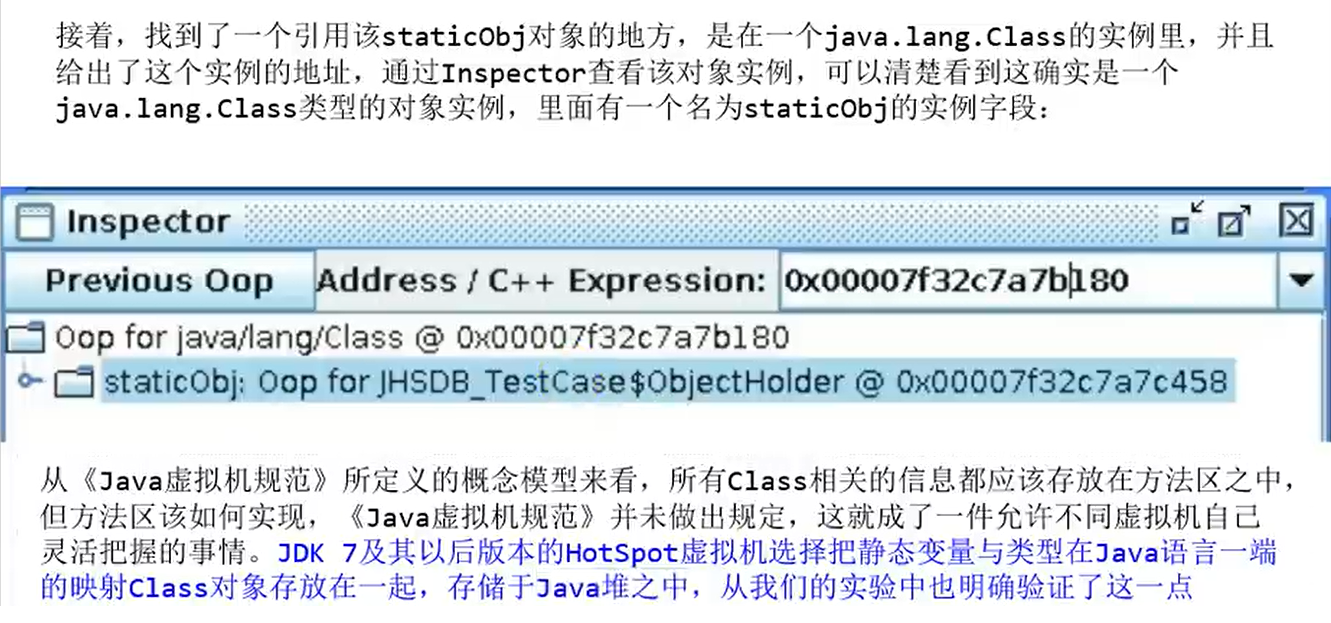 接着，找到了一个引用该staticObj对象的地方，是在一个java.lang.Class的实例里，并且
给出了这个实例的地址，通过Inspector查看该对象实例，可以清楚看到这确实是一个
java.lang.Class类型的对象实例，里面有一个名为staticObj的实例字段：
Inspector
Previous Oop Address / C++ Expression: 0x00007f32c7a7b180
Oop for java/lang/Class @ 0x00007f32c7a7b180
staticObj: Oop for JHSDB_TestCase$ObjectHolder @ 0x00007f32c7a7c458
从《Java虚拟机规范》所定义的概念模型来看，所有Class相关的信息都应该存放在方法区之中，
但方法区该如何实现，《Java虚拟机规范》并未做出规定，这就成了一件允许不同虚拟机自己
灵活把握的事情。JDK 7及其以后版本的HotSpot虚拟机选择把静态变量与类型在Java语言一端
的映射Class对象存放在一起，存储于Java堆之中，从我们的实验中也明确验证了这一点